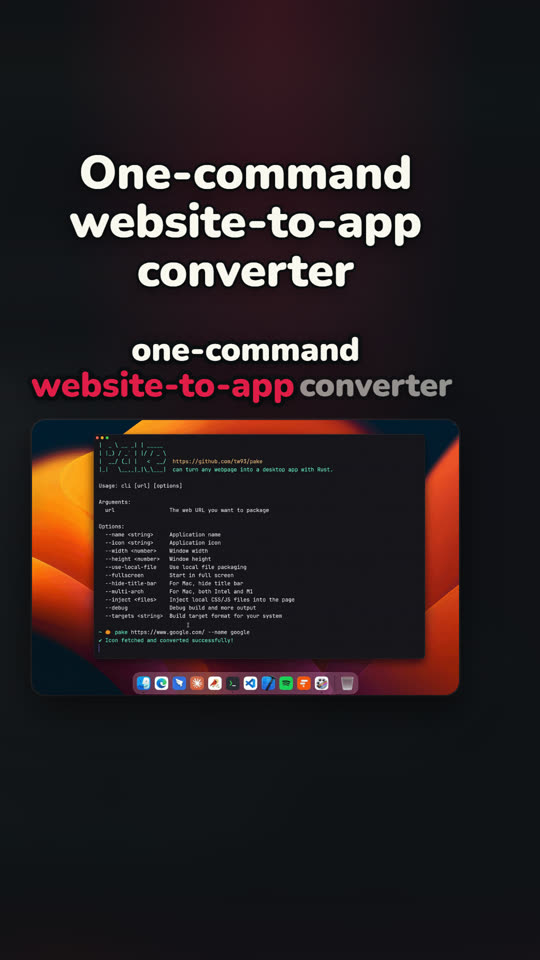 One-command
website-to-app
converter
one-command
website-to-app converter
https://github.com/tw93/pake
can turn any webpage into a desktop app with Rust.
Usage: cli [url] [options]
Arguments:
url The web URL you want to package
Options:
--name <string> Application name
--icon <string> Application icon
--width <number> Window width
--height <number> Window height
--use-local-file Use local file packaging
--fullscreen Start in full screen
--hide-title-bar For Mac, hide title bar
--multi-arch For Mac, both Intel and M1
--inject <files> Inject local CSS/JS files into the page
--debug Debug build and more output
--targets <string> Build target format for your system
~ pake https://www.google.com/ --name google
✔ Icon fetched and converted successfully!